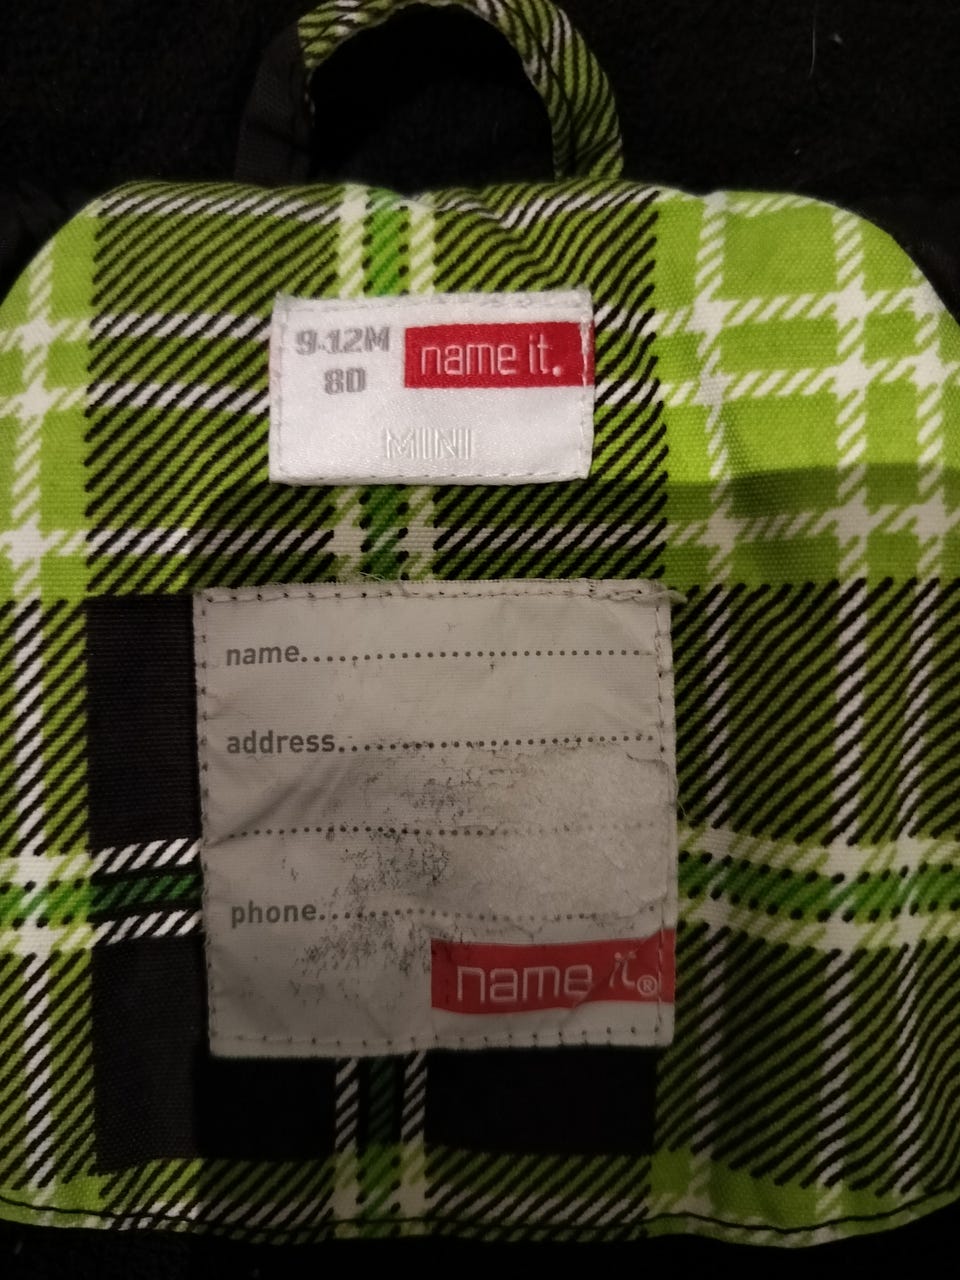 9-12M name it.
80
MINI
name........................................
address....................................
................................................
phone......................................
name it®